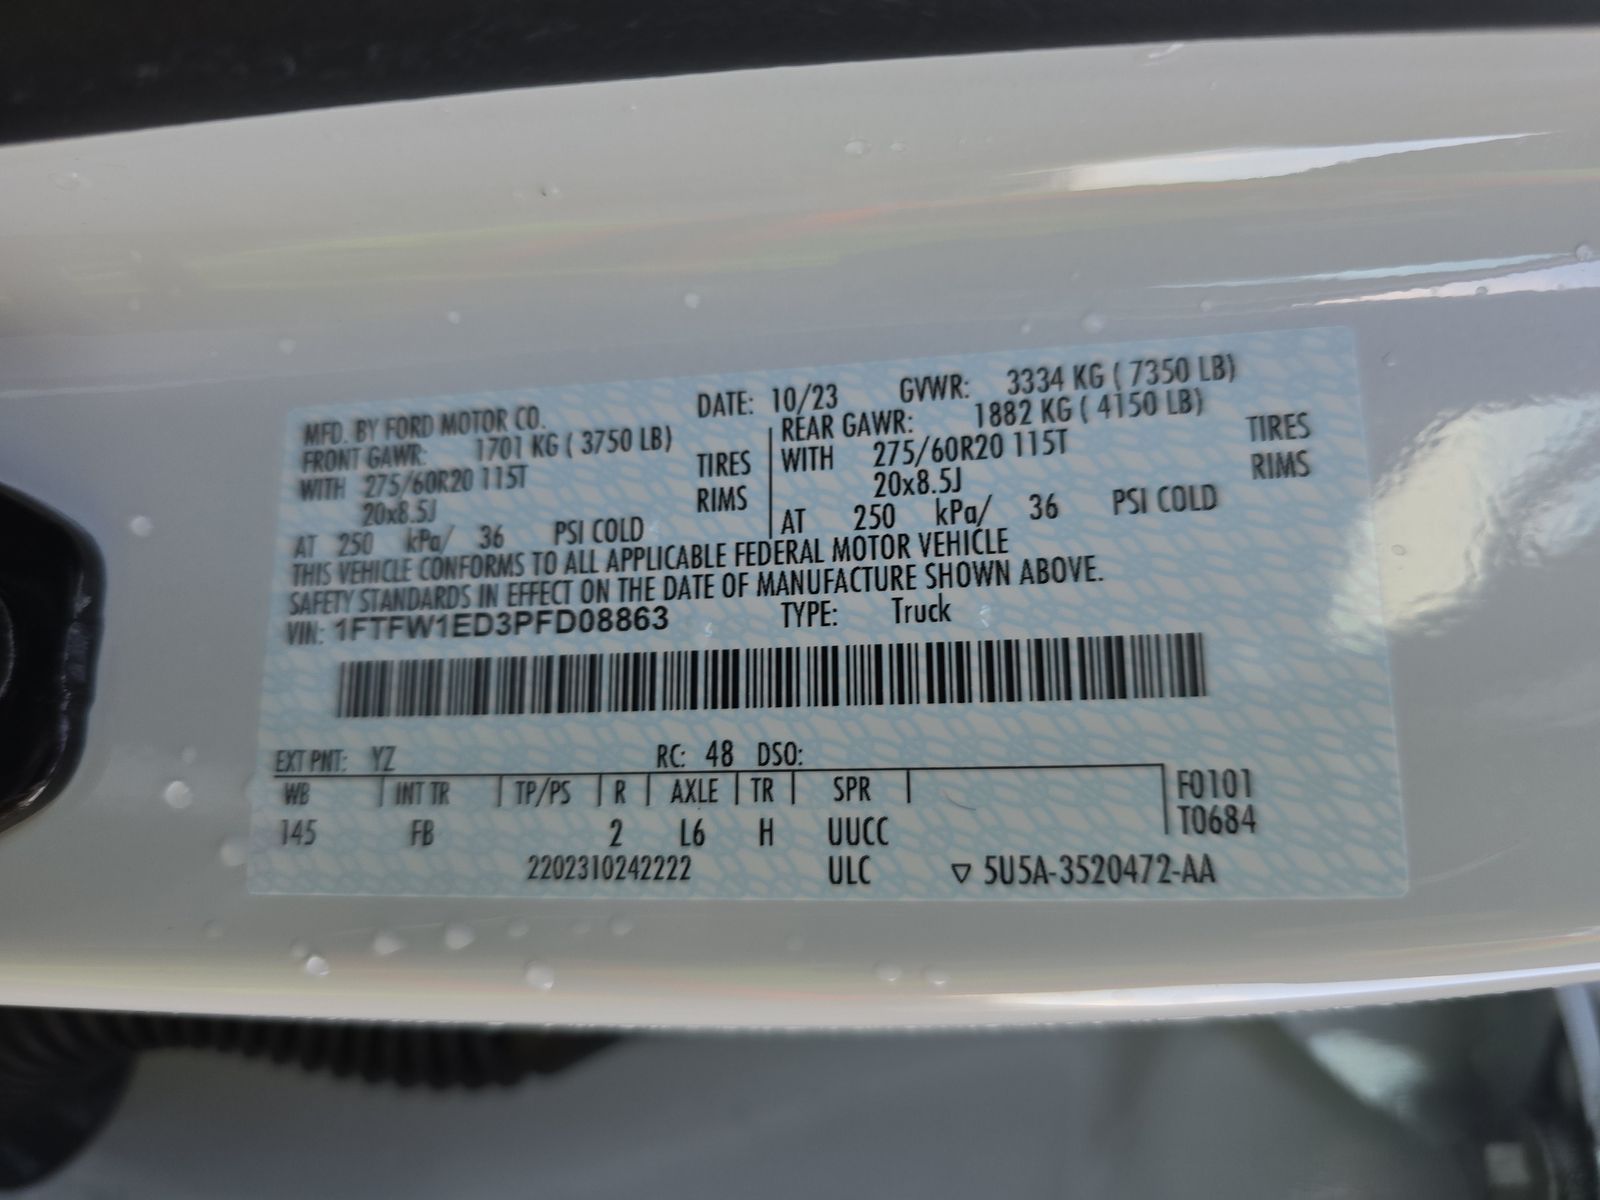 MFD. BY FORD MOTOR CO. DATE: 10/23 GVWR: 3334 KG ( 7350 LB)
FRONT GAWR: 1701 KG ( 3750 LB) REAR GAWR: 1882 KG ( 4150 LB)
WITH 275/60R20 115T TIRES WITH 275/60R20 115T TIRES
20x8.5J RIMS 20x8.5J RIMS
AT 250 kPa/ 36 PSI COLD AT 250 kPa/ 36 PSI COLD
THIS VEHICLE CONFORMS TO ALL APPLICABLE FEDERAL MOTOR VEHICLE
SAFETY STANDARDS IN EFFECT ON THE DATE OF MANUFACTURE SHOWN ABOVE.
VIN: 1FTFW1ED3PFD08863 TYPE: Truck
EXT PNT: YZ RC: 48 DSO:
WB INT TR TP/PS R AXLE TR SPR F0101
145 FB 2 L6 H UUCC T0684
2202310242222 ULC ▽ 5U5A-3520472-AA